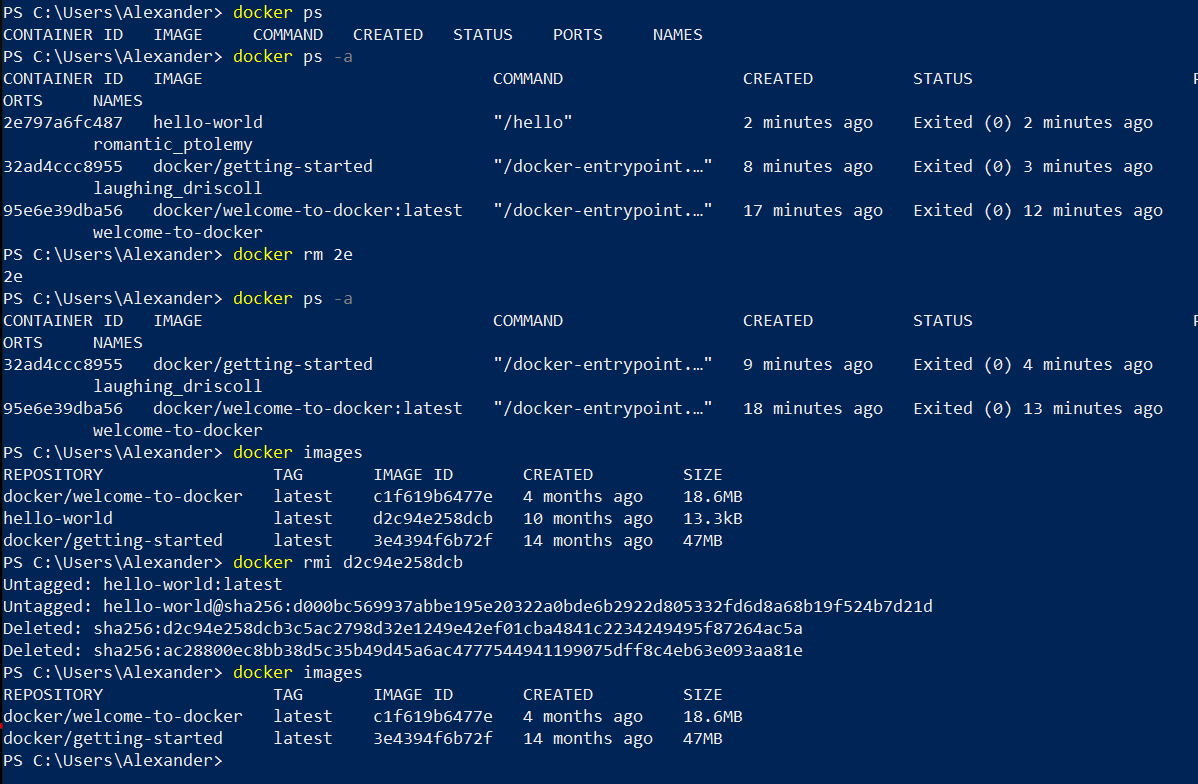 PS C:\Users\Alexander> docker ps
CONTAINER ID   IMAGE     COMMAND   CREATED   STATUS    PORTS     NAMES
PS C:\Users\Alexander> docker ps -a
CONTAINER ID   IMAGE                             COMMAND                  CREATED          STATUS                      P
ORTS     NAMES
2e797a6fc487   hello-world                       "/hello"                 2 minutes ago    Exited (0) 2 minutes ago
         romantic_ptolemy
32ad4ccc8955   docker/getting-started            "/docker-entrypoint.…"   8 minutes ago    Exited (0) 3 minutes ago
         laughing_driscoll
95e6e39dba56   docker/welcome-to-docker:latest   "/docker-entrypoint.…"   17 minutes ago   Exited (0) 12 minutes ago
         welcome-to-docker
PS C:\Users\Alexander> docker rm 2e
2e
PS C:\Users\Alexander> docker ps -a
CONTAINER ID   IMAGE                             COMMAND                  CREATED          STATUS                      P
ORTS     NAMES
32ad4ccc8955   docker/getting-started            "/docker-entrypoint.…"   9 minutes ago    Exited (0) 4 minutes ago
         laughing_driscoll
95e6e39dba56   docker/welcome-to-docker:latest   "/docker-entrypoint.…"   18 minutes ago   Exited (0) 13 minutes ago
         welcome-to-docker
PS C:\Users\Alexander> docker images
REPOSITORY                 TAG       IMAGE ID       CREATED         SIZE
docker/welcome-to-docker   latest    c1f619b6477e   4 months ago    18.6MB
hello-world                latest    d2c94e258dcb   10 months ago   13.3kB
docker/getting-started     latest    3e4394f6b72f   14 months ago   47MB
PS C:\Users\Alexander> docker rmi d2c94e258dcb
Untagged: hello-world:latest
Untagged: hello-world@sha256:d000bc569937abbe195e20322a0bde6b2922d805332fd6d8a68b19f524b7d21d
Deleted: sha256:d2c94e258dcb3c5ac2798d32e1249e42ef01cba4841c2234249495f87264ac5a
Deleted: sha256:ac28800ec8bb38d5c35b49d45a6ac4777544941199075dff8c4eb63e093aa81e
PS C:\Users\Alexander> docker images
REPOSITORY                 TAG       IMAGE ID       CREATED         SIZE
docker/welcome-to-docker   latest    c1f619b6477e   4 months ago    18.6MB
docker/getting-started     latest    3e4394f6b72f   14 months ago   47MB
PS C:\Users\Alexander>